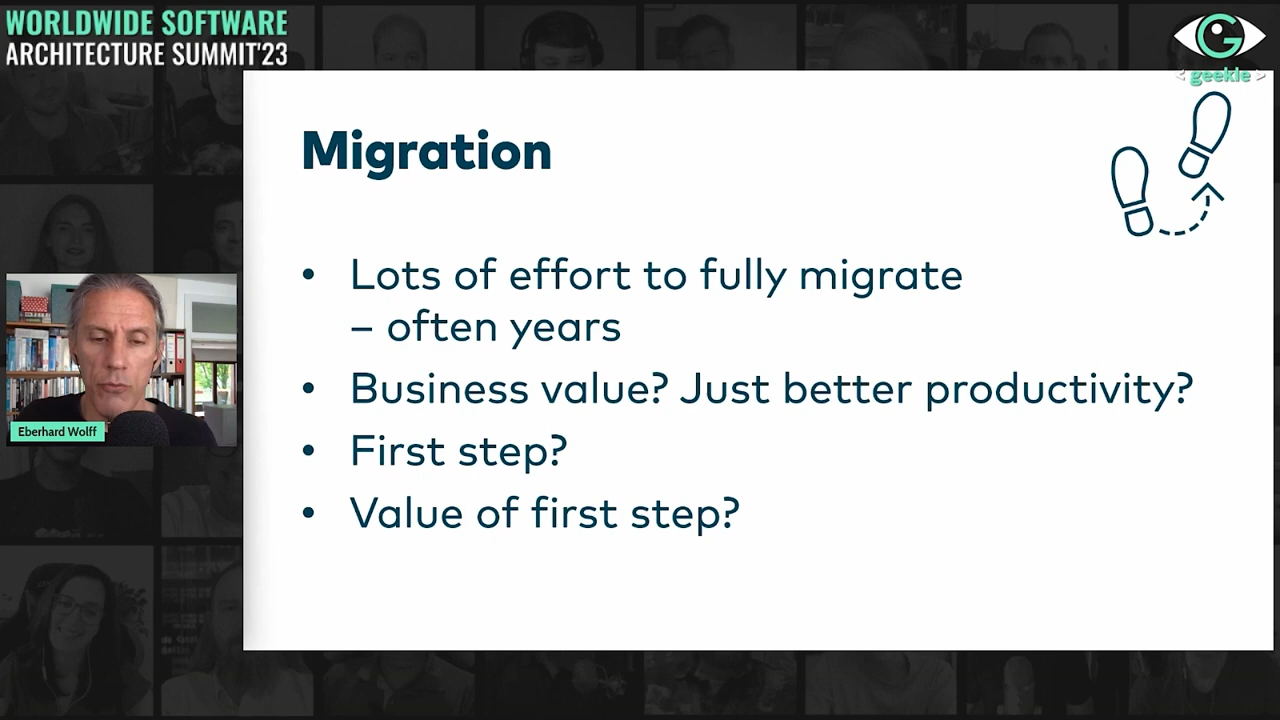 WORLDWIDE SOFTWARE
ARCHITECTURE SUMMIT'23
G
< geekle >
Migration
• Lots of effort to fully migrate
– often years
• Business value? Just better productivity?
• First step?
• Value of first step?
Eberhard Wolff